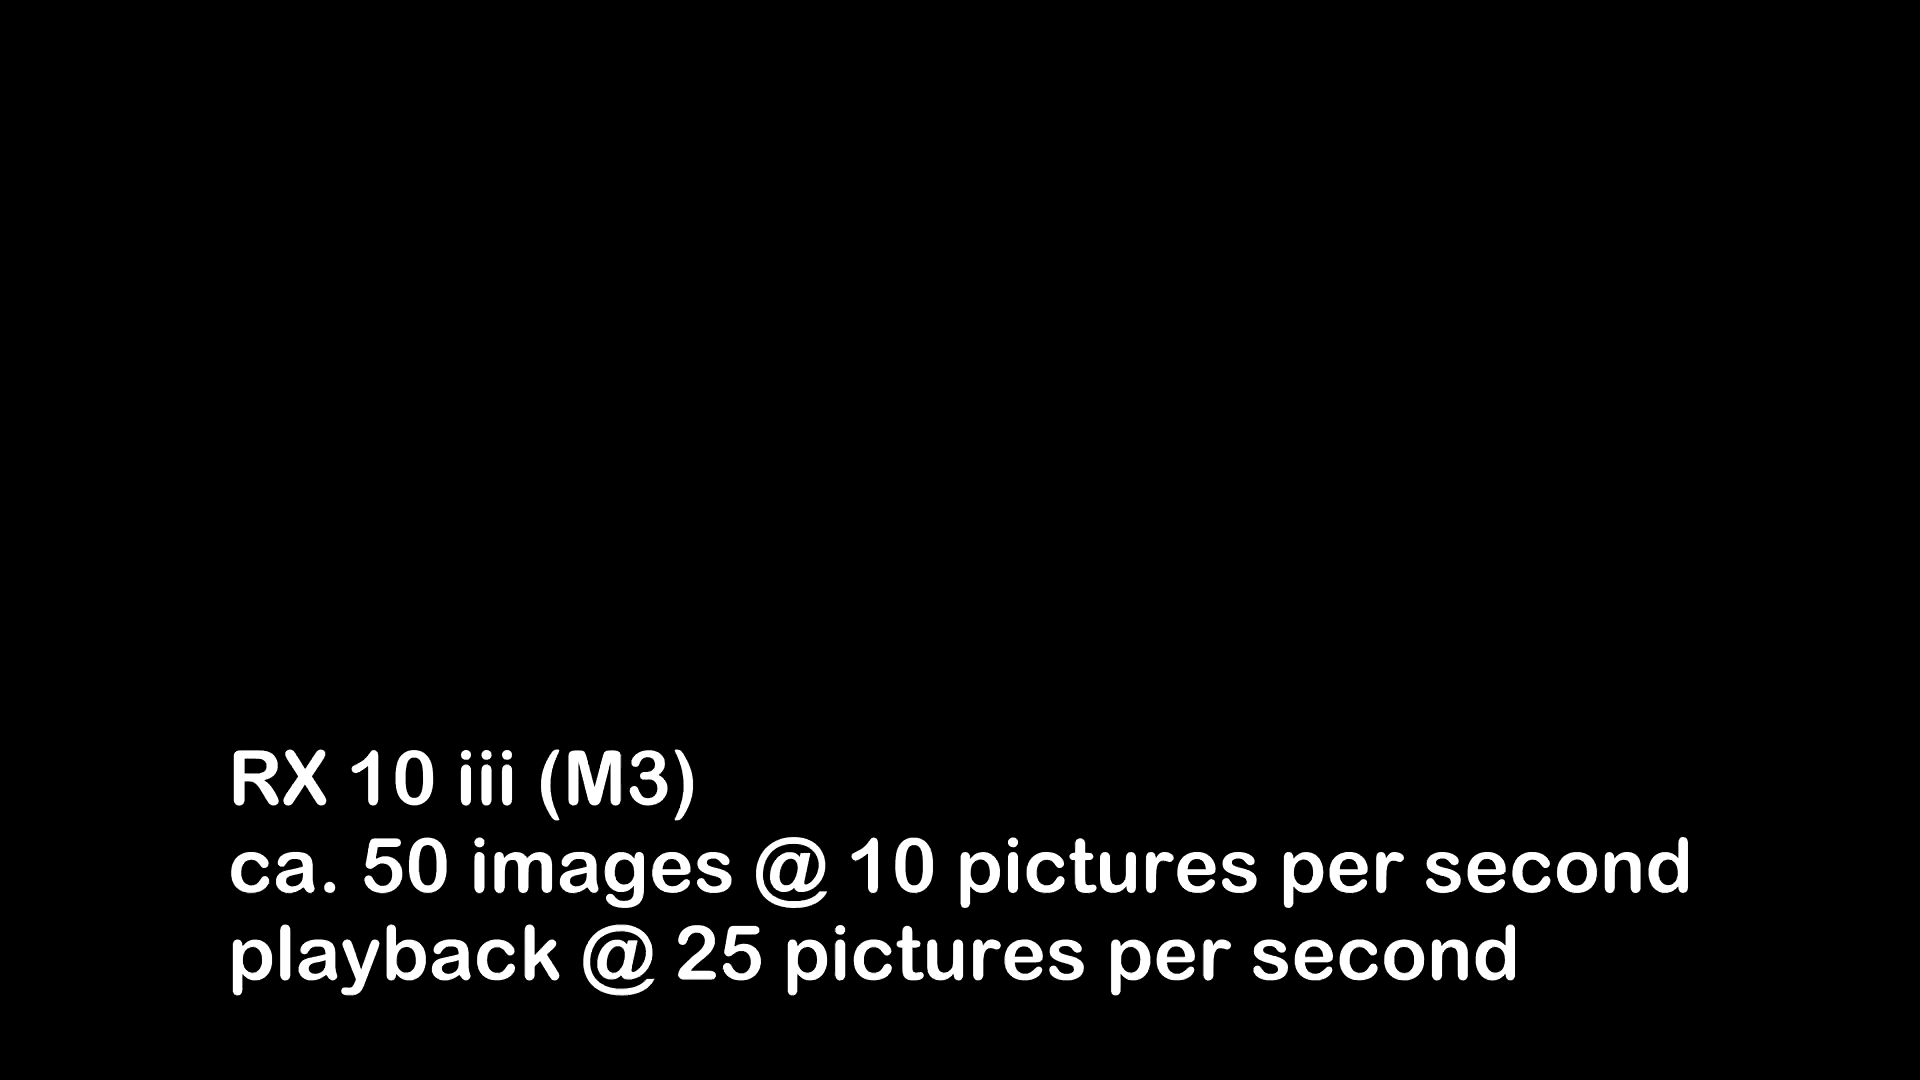 RX 10 iii (M3)
ca. 50 images @ 10 pictures per second
playback @ 25 pictures per second